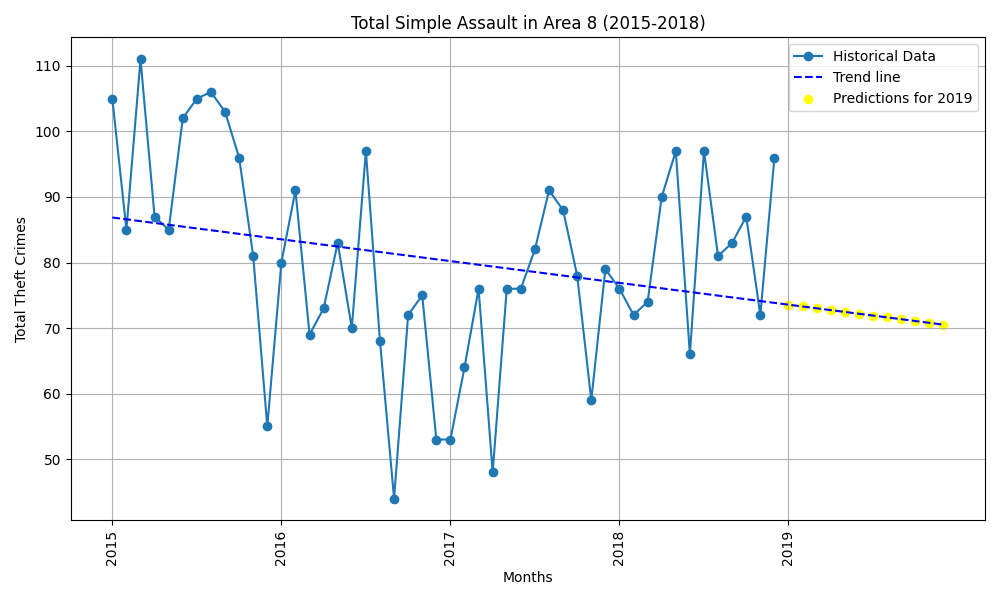 Total Simple Assault in Area 8 (2015-2018)
Historical Data
Trend line
Predictions for 2019
Total Theft Crimes
110
100
90
80
70
60
50
2015
2016
2017
2018
2019
Months